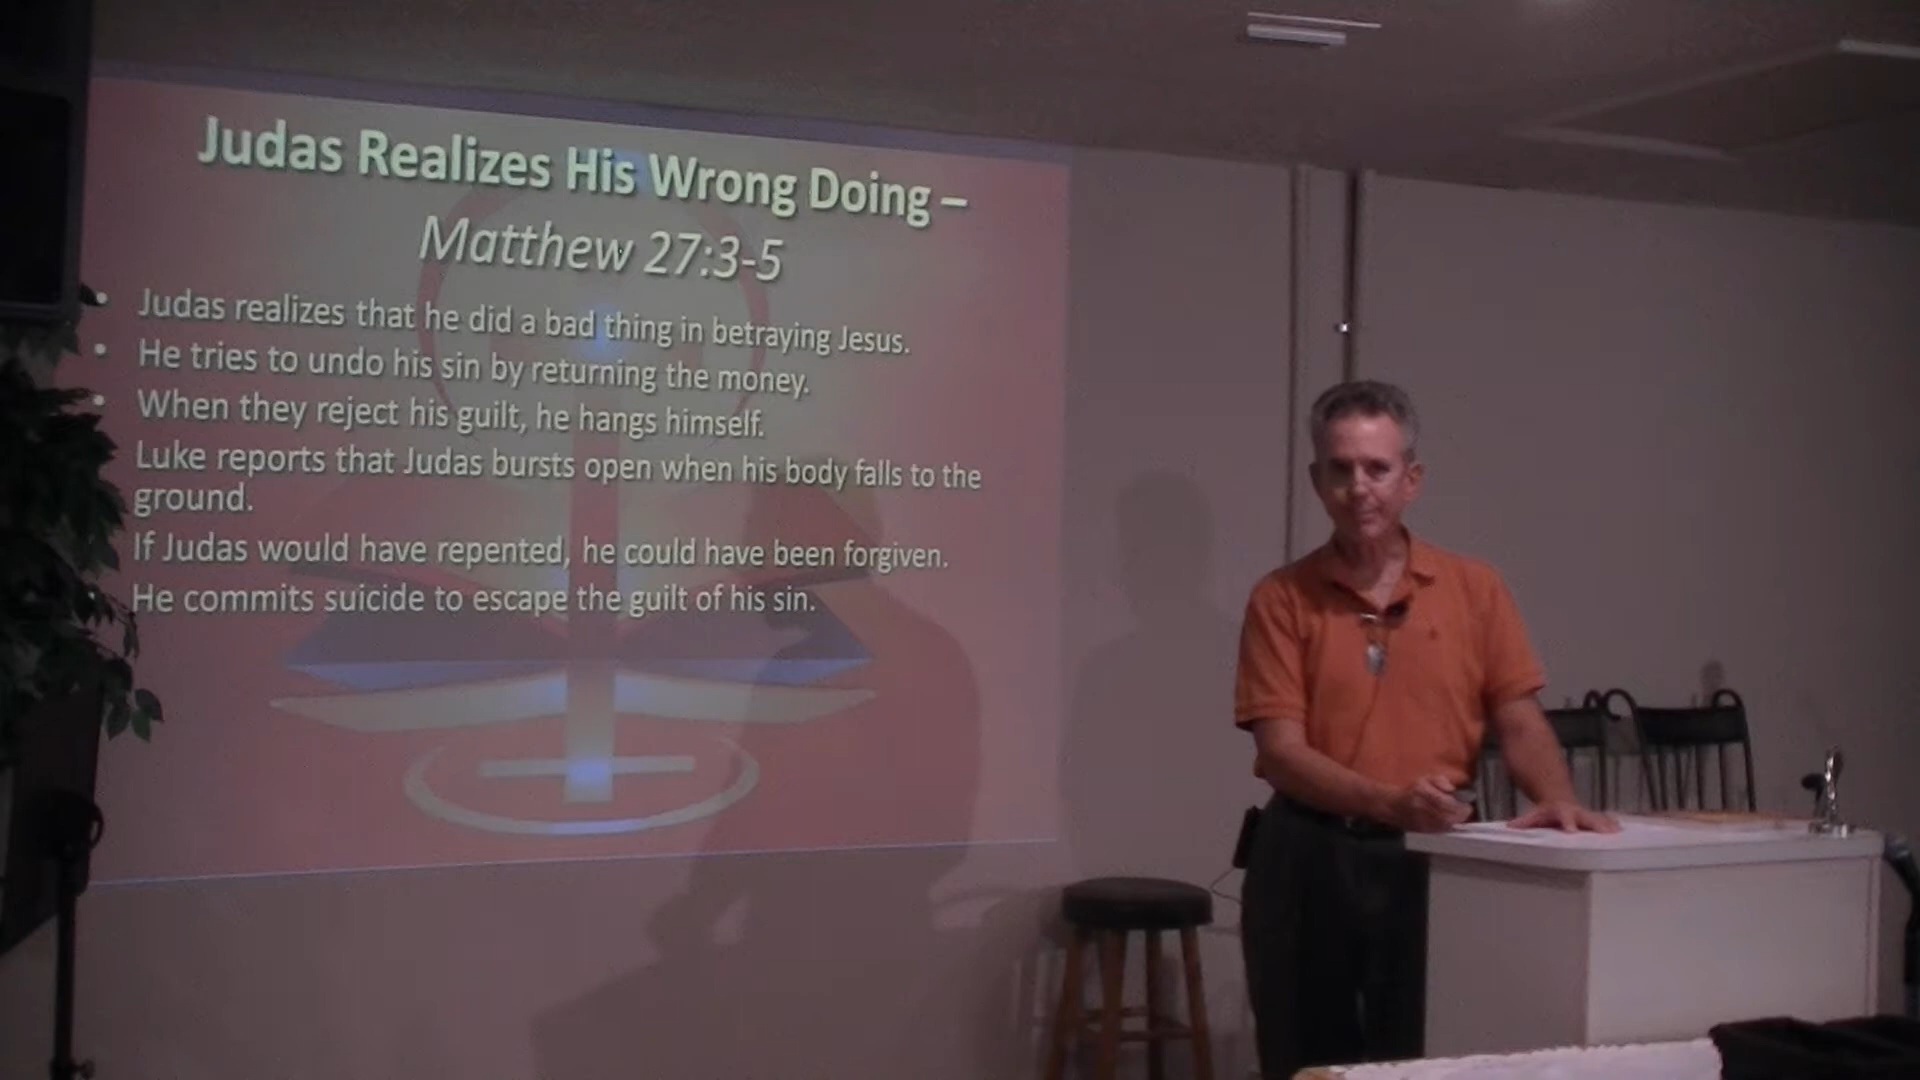 Judas Realizes His Wrong Doing –
Matthew 27:3-5
• Judas realizes that he did a bad thing in betraying Jesus.
• He tries to undo his sin by returning the money.
• When they reject his guilt, he hangs himself.
Luke reports that Judas bursts open when his body falls to the
ground.
If Judas would have repented, he could have been forgiven.
He commits suicide to escape the guilt of his sin.